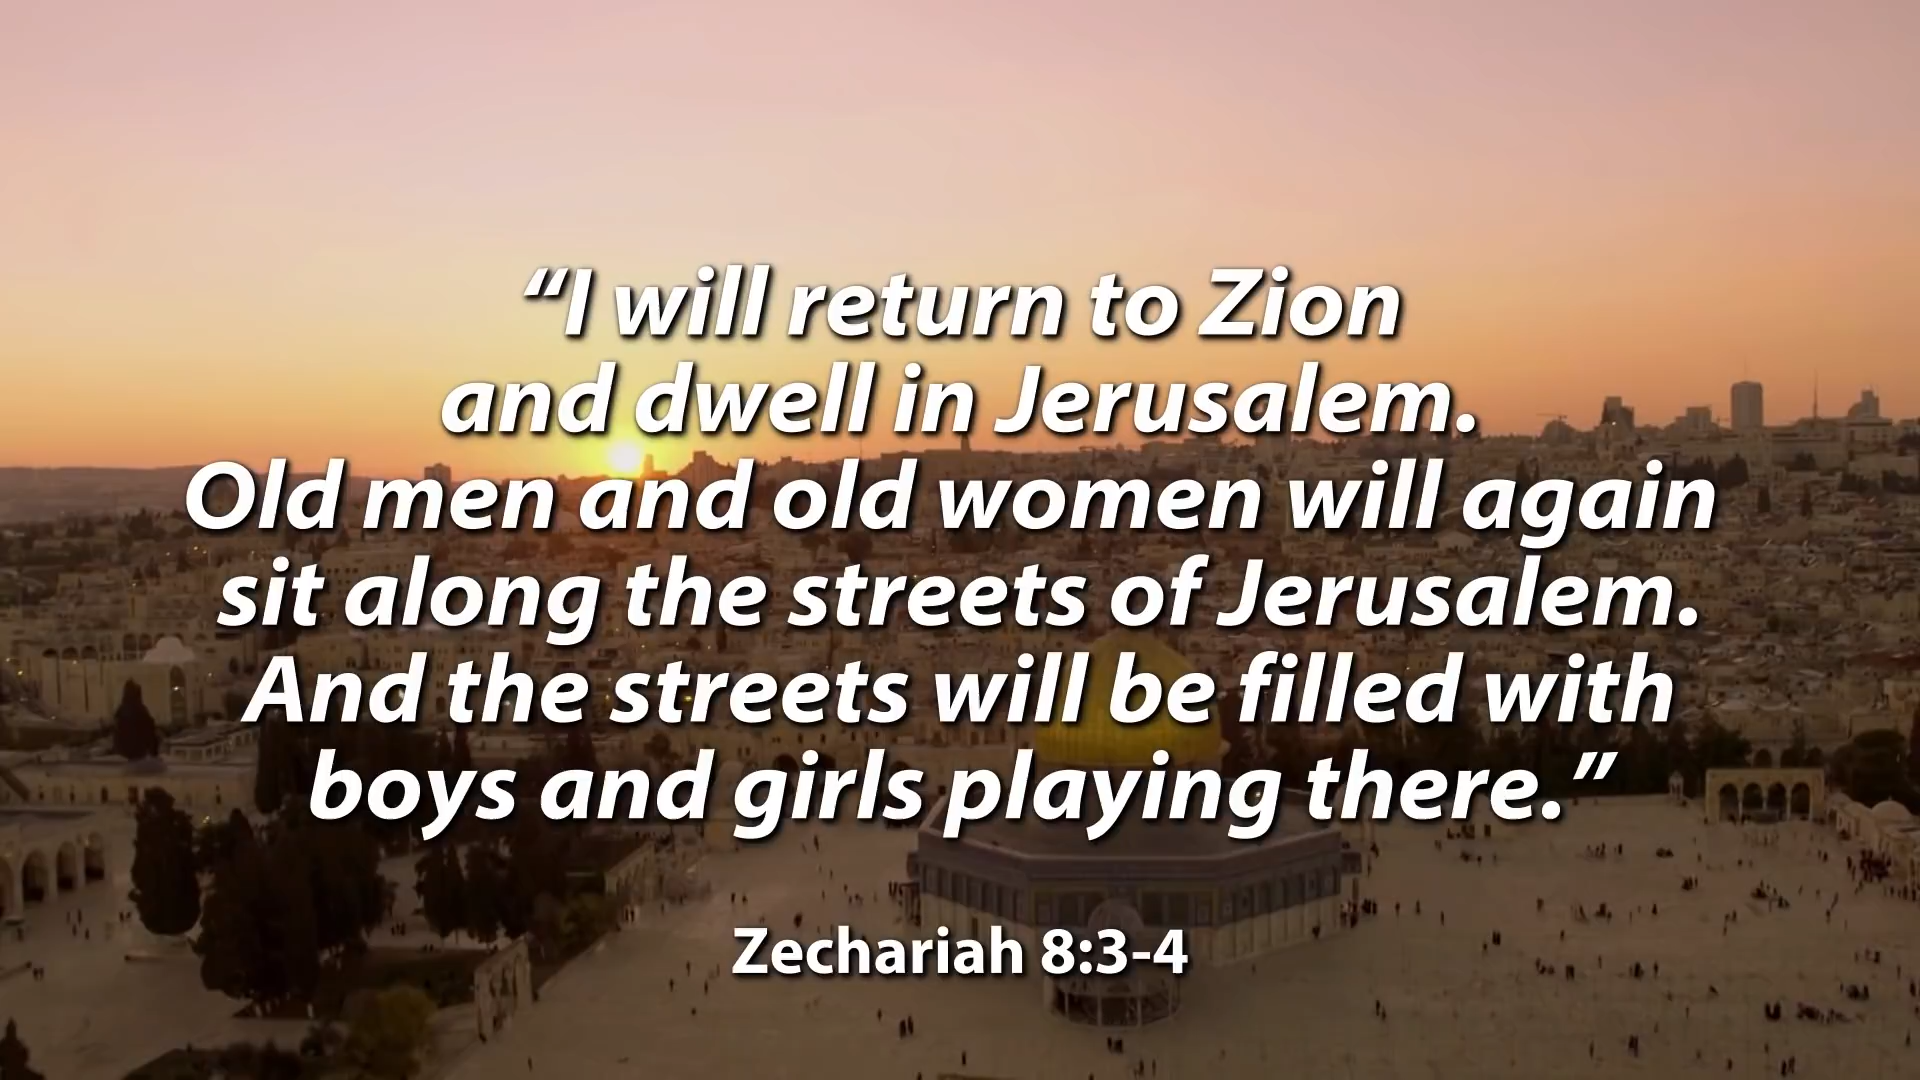 “I will return to Zion
and dwell in Jerusalem.
Old men and old women will again
sit along the streets of Jerusalem.
And the streets will be filled with
boys and girls playing there.”
Zechariah 8:3-4